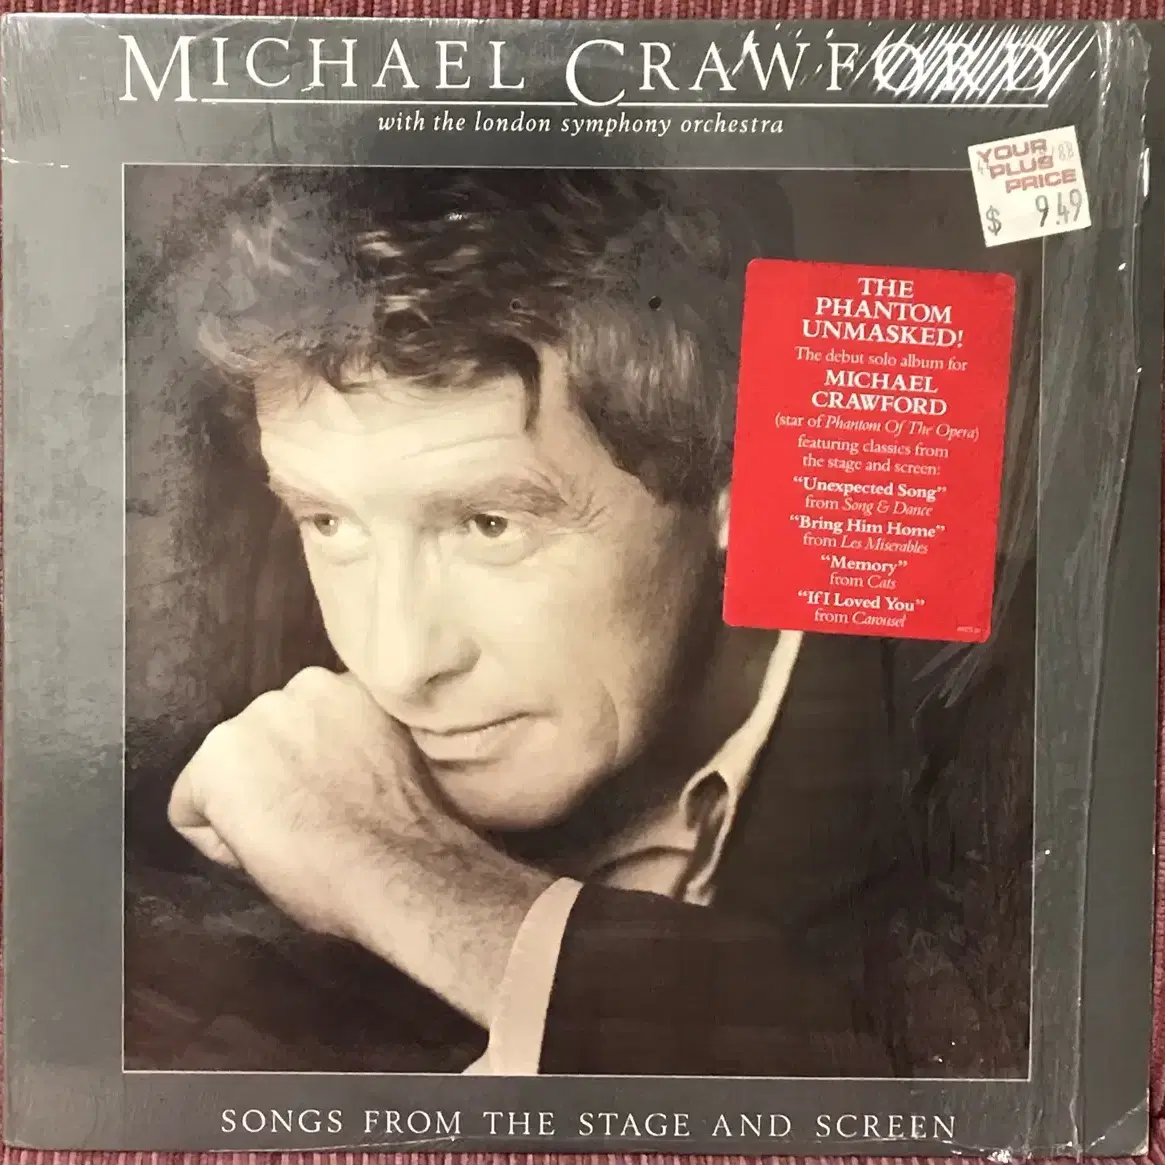 MICHAEL CRAWFORD
with the london symphony orchestra
YOUR
PLUS
PRICE
$ 9.49
THE
PHANTOM
UNMASKED!
The debut solo album for
MICHAEL
CRAWFORD
(star of Phantom Of The Opera)
featuring classics from
the stage and screen:
"Unexpected Song"
from Song & Dance
"Bring Him Home"
from Les Miserables
"Memory"
from Cats
"If I Loved You"
from Carousel
SONGS FROM THE STAGE AND SCREEN